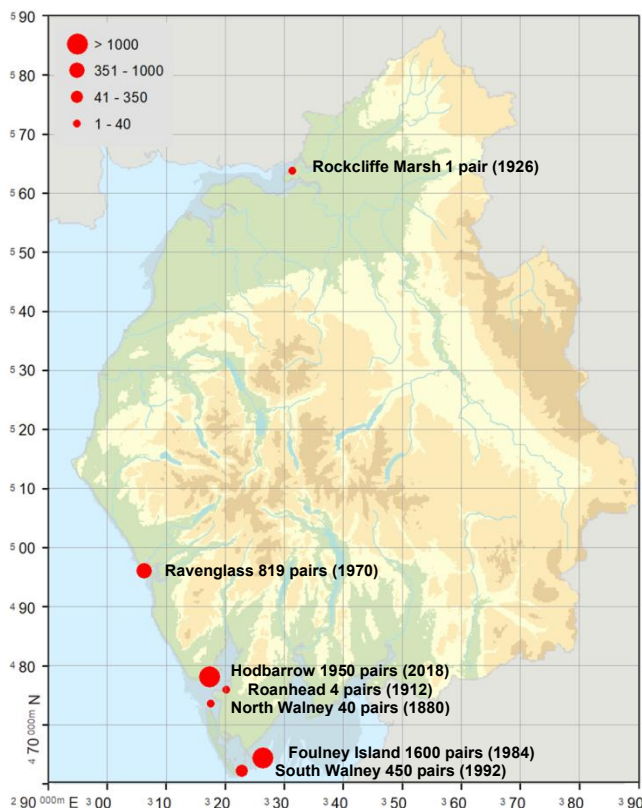 > 1000
351 - 1000
41 - 350
1 - 40
Rockcliffe Marsh 1 pair (1926)
Ravenglass 819 pairs (1970)
Hodbarrow 1950 pairs (2018)
Roanhead 4 pairs (1912)
North Walney 40 pairs (1880)
Foulney Island 1600 pairs (1984)
South Walney 450 pairs (1992)
5 90
5 80
5 70
5 60
5 50
5 40
5 30
5 20
5 10
5 00
4 90
4 80
4 70 000m N
2 90 000m E 3 00 3 10 3 20 3 30 3 40 3 50 3 60 3 70 3 80 3 90